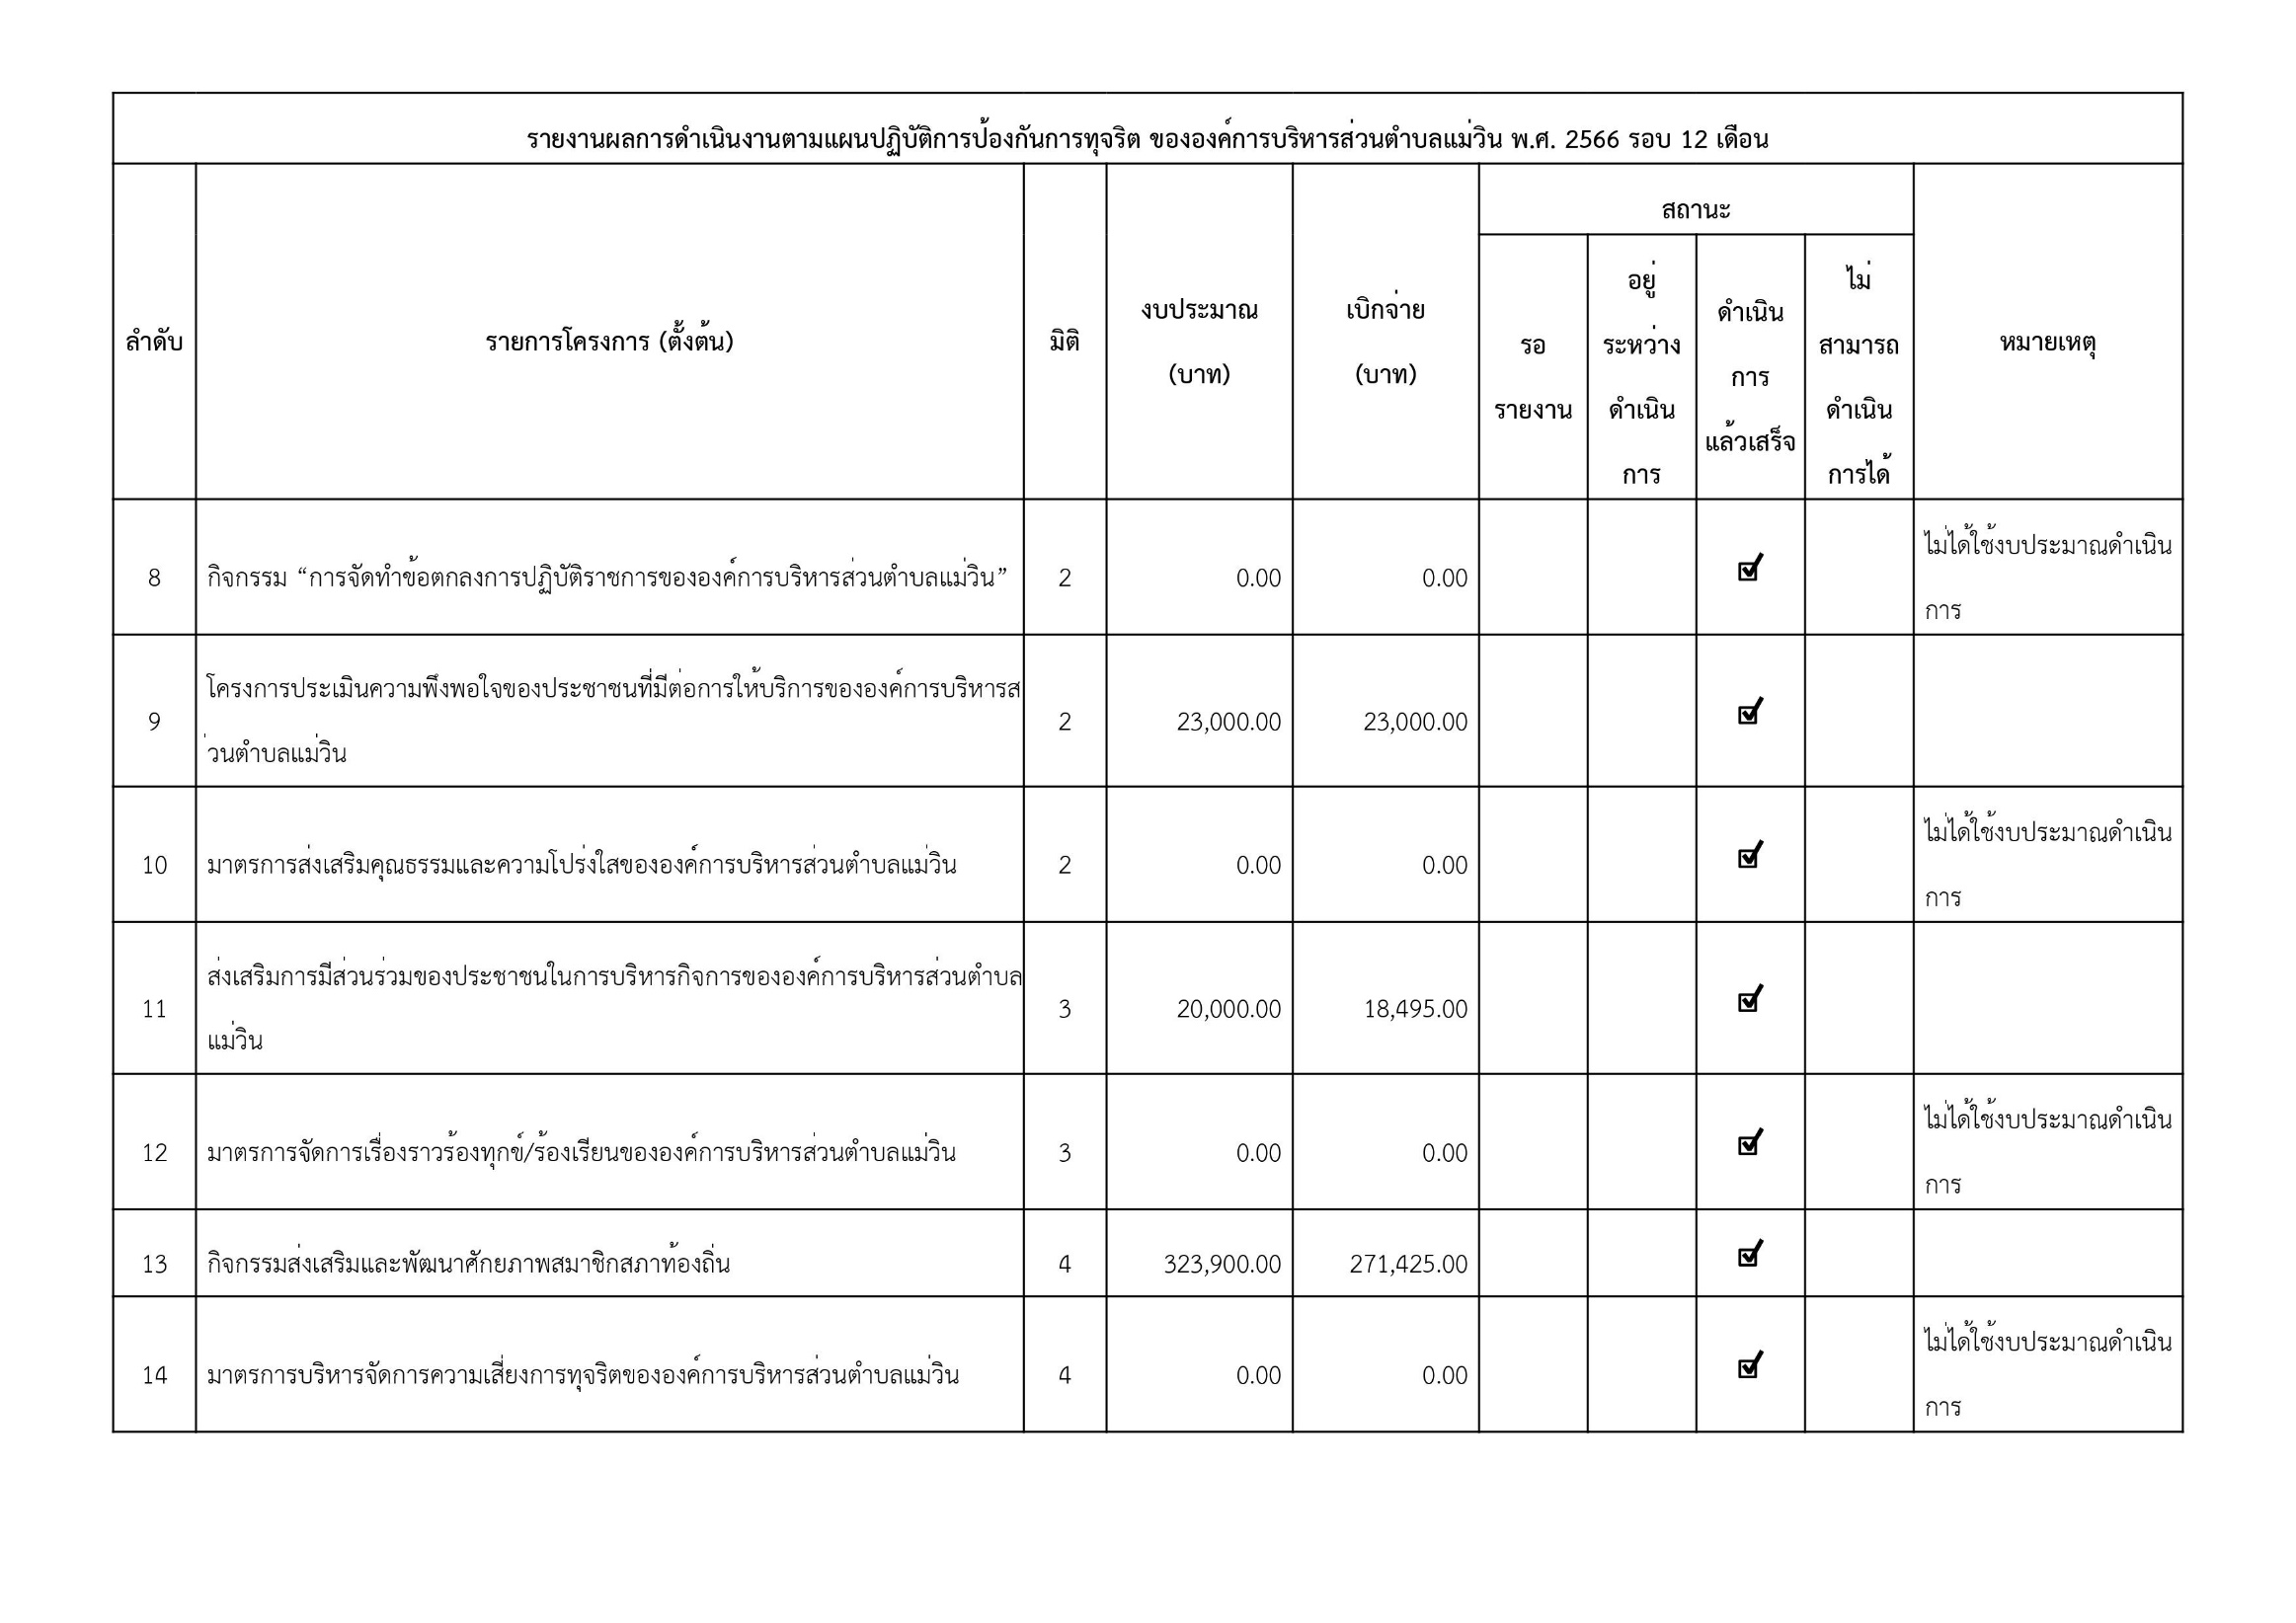 รายงานผลการดำเนินงานตามแผนปฏิบัติการป้องกันการทุจริต ขององค์การบริหารส่วนตำบลแม่วิน พ.ศ. 2566 รอบ 12 เดือน
ลำดับ
รายการโครงการ (ตั้งต้น)
มิติ
งบประมาณ
(บาท)
เบิกจ่าย
(บาท)
สถานะ
รอ
รายงาน
อยู่
ระหว่าง
ดำเนิน
การ
ดำเนิน
การ
แล้วเสร็จ
ไม่
สามารถ
ดำเนิน
การได้
หมายเหตุ
8 กิจกรรม “การจัดทำข้อตกลงการปฏิบัติราชการขององค์การบริหารส่วนตำบลแม่วิน” 2 0.00 0.00 ☑ ไม่ได้ใช้งบประมาณดำเนิน
การ
9 โครงการประเมินความพึงพอใจของประชาชนที่มีต่อการให้บริการขององค์การบริหารส
่วนตำบลแม่วิน 2 23,000.00 23,000.00 ☑
10 มาตรการส่งเสริมคุณธรรมและความโปร่งใสขององค์การบริหารส่วนตำบลแม่วิน 2 0.00 0.00 ☑ ไม่ได้ใช้งบประมาณดำเนิน
การ
11 ส่งเสริมการมีส่วนร่วมของประชาชนในการบริหารกิจการขององค์การบริหารส่วนตำบล
แม่วิน 3 20,000.00 18,495.00 ☑
12 มาตรการจัดการเรื่องราวร้องทุกข์/ร้องเรียนขององค์การบริหารส่วนตำบลแม่วิน 3 0.00 0.00 ☑ ไม่ได้ใช้งบประมาณดำเนิน
การ
13 กิจกรรมส่งเสริมและพัฒนาศักยภาพสมาชิกสภาท้องถิ่น 4 323,900.00 271,425.00 ☑
14 มาตรการบริหารจัดการความเสี่ยงการทุจริตขององค์การบริหารส่วนตำบลแม่วิน 4 0.00 0.00 ☑ ไม่ได้ใช้งบประมาณดำเนิน
การ